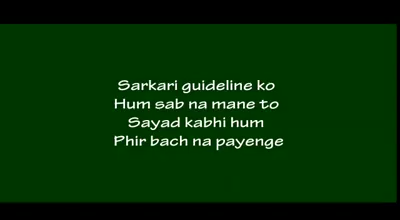 Sarkari guideline ko
Hum sab na mane to
Sayad kabhi hum
Phir bach na payenge